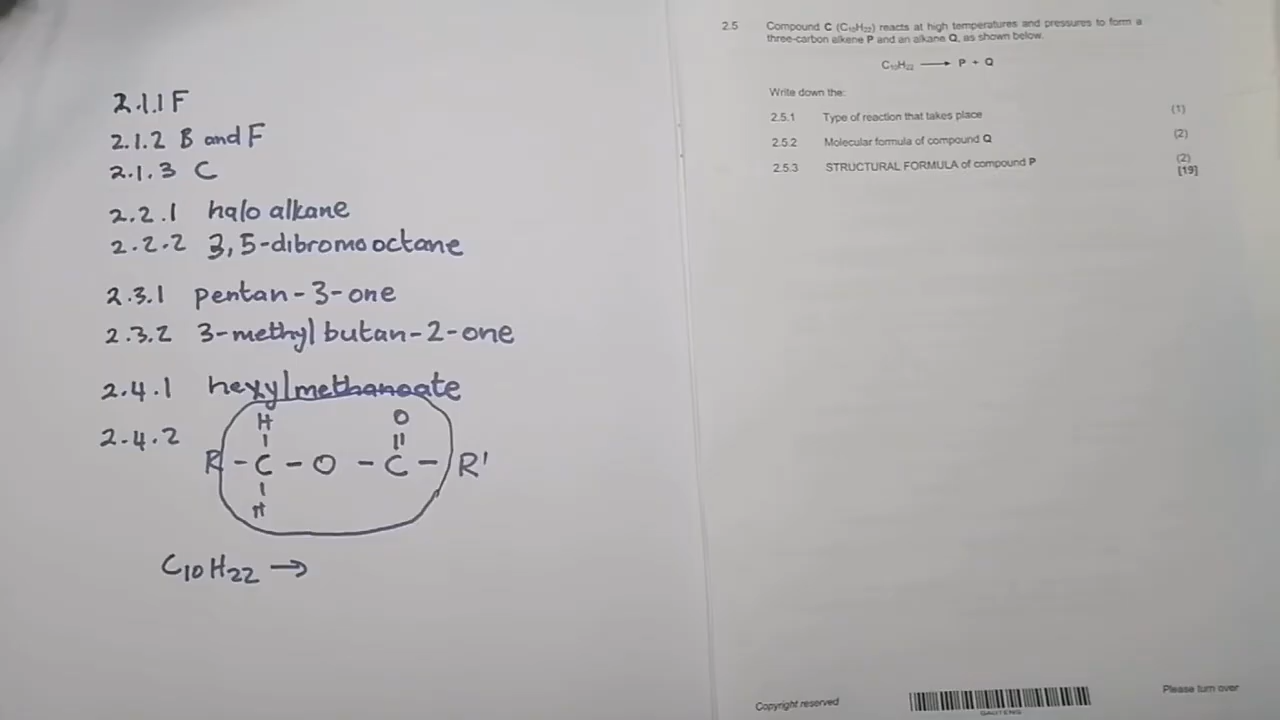 2.1.1 F
2.1.2 B and F
2.1.3 C
2.2.1 halo alkane
2.2.2 3,5-dibromooctane
2.3.1 pentan-3-one
2.3.2 3-methylbutan-2-one
2.4.1 hexylmethanoate
2.4.2
H O
R - C - O - C - R'
H
C10H22 →
2.5 Compound C (C10H22) reacts at high temperatures and pressures to form a
three-carbon alkene P and an alkane Q, as shown below.
C10H22 → P + Q
Write down the:
2.5.1 Type of reaction that takes place (1)
2.5.2 Molecular formula of compound Q (2)
2.5.3 STRUCTURAL FORMULA of compound P (2)
[19]
Copyright reserved
GAUTENG
Please turn over